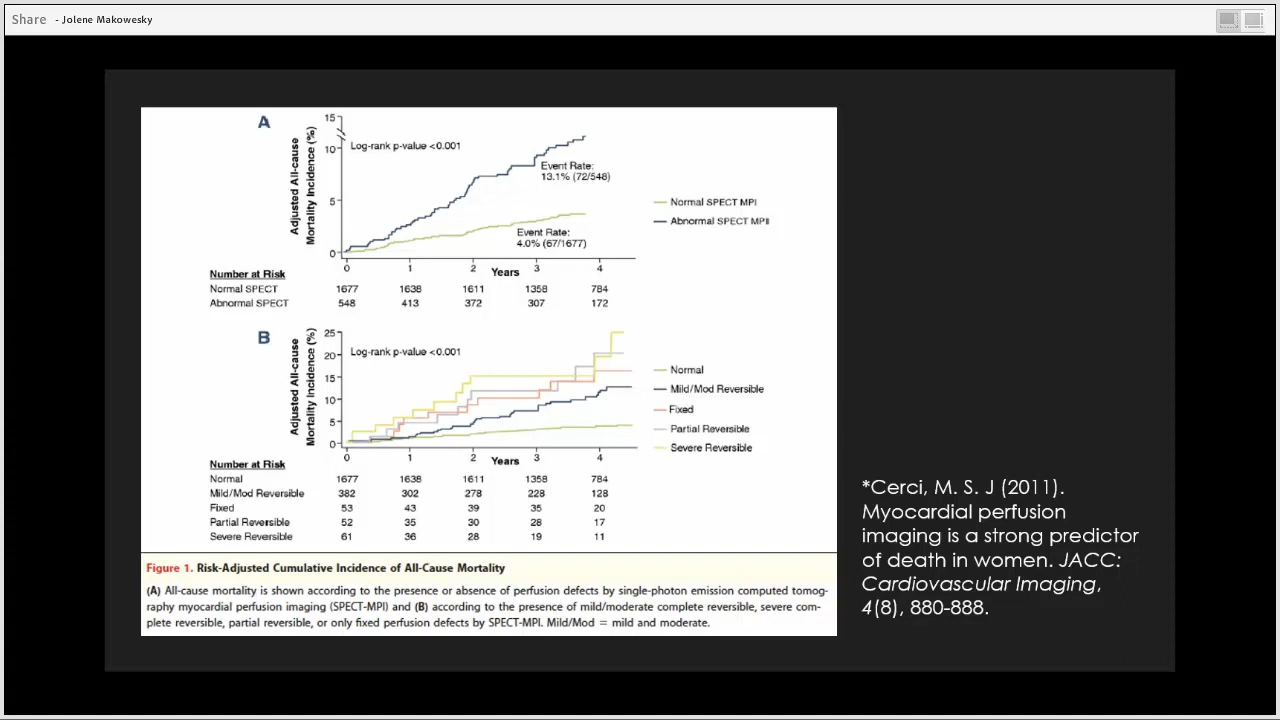 Share - Jolene Makowesky
A
Adjusted All-cause
Mortality Incidence (%)
15
10
5
0
Log-rank p-value <0.001
Event Rate:
13.1% (72/548)
Event Rate:
4.0% (67/1677)
Normal SPECT MPI
Abnormal SPECT MPII
0 1 2 Years 3 4
Number at Risk
Normal SPECT 1677 1638 1611 1358 784
Abnormal SPECT 548 413 372 307 172
B
Adjusted All-cause
Mortality Incidence (%)
25
20
15
10
5
0
Log-rank p-value <0.001
Normal
Mild/Mod Reversible
Fixed
Partial Reversible
Severe Reversible
0 1 2 Years 3 4
Number at Risk
Normal 1677 1638 1611 1358 784
Mild/Mod Reversible 382 302 278 228 128
Fixed 53 43 39 35 20
Partial Reversible 52 35 30 28 17
Severe Reversible 61 36 28 19 11
Figure 1. Risk-Adjusted Cumulative Incidence of All-Cause Mortality
(A) All-cause mortality is shown according to the presence or absence of perfusion defects by single-photon emission computed tomog-
raphy myocardial perfusion imaging (SPECT-MPI) and (B) according to the presence of mild/moderate complete reversible, severe com-
plete reversible, partial reversible, or only fixed perfusion defects by SPECT-MPI. Mild/Mod = mild and moderate.
*Cerci, M. S. J (2011).
Myocardial perfusion
imaging is a strong predictor
of death in women. JACC:
Cardiovascular Imaging,
4(8), 880-888.